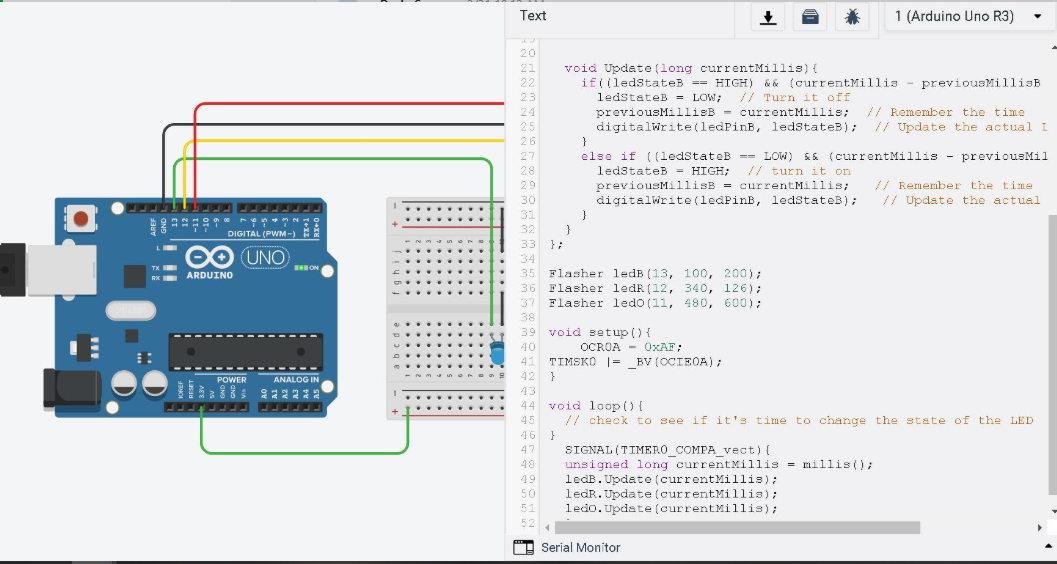 Text
1 (Arduino Uno R3)
20
21 void Update(long currentMillis){
22 if((ledStateB == HIGH) && (currentMillis - previousMillisB
23 ledStateB = LOW; // Turn it off
24 previousMillisB = currentMillis; // Remember the time
25 digitalWrite(ledPinB, ledStateB); // Update the actual L
26 }
27 else if ((ledStateB == LOW) && (currentMillis - previousMil
28 ledStateB = HIGH; // turn it on
29 previousMillisB = currentMillis; // Remember the time
30 digitalWrite(ledPinB, ledStateB); // Update the actual
31 }
32 }
33 };
34
35 Flasher ledB(13, 100, 200);
36 Flasher ledR(12, 340, 126);
37 Flasher ledO(11, 480, 600);
38
39 void setup(){
40 OCR0A = 0xAF;
41 TIMSK0 |= _BV(OCIE0A);
42 }
43
44 void loop(){
45 // check to see if it's time to change the state of the LED
46 }
47 SIGNAL(TIMER0_COMPA_vect){
48 unsigned long currentMillis = millis();
49 ledB.Update(currentMillis);
50 ledR.Update(currentMillis);
51 ledO.Update(currentMillis);
52
Serial Monitor
AREF
GND
13
12
~11
~10
~9
8
7
~6
~5
4
~3
2
TX→1
RX←0
DIGITAL (PWM~)
L
TX
RX
ARDUINO
UNO
ON
POWER
ANALOG IN
IOREF
RESET
3.3V
5V
GND
GND
Vin
A0
A1
A2
A3
A4
A5